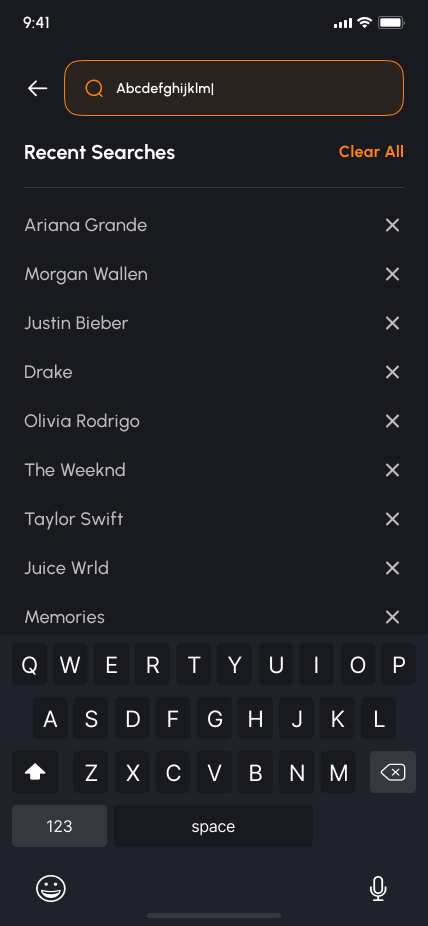 9:41
Abcdefghijklm|
Recent Searches Clear All
Ariana Grande
Morgan Wallen
Justin Bieber
Drake
Olivia Rodrigo
The Weeknd
Taylor Swift
Juice Wrld
Memories
Q W E R T Y U I O P
A S D F G H J K L
Z X C V B N M
123 space